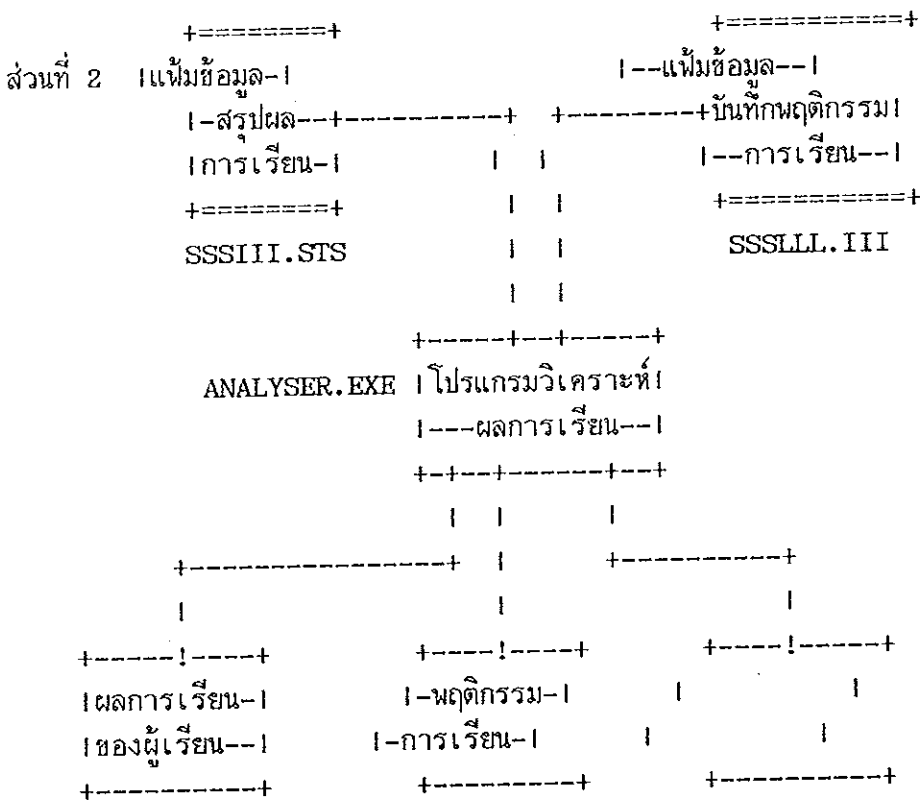 ส่วนที่ 2
แฟ้มข้อมูล
สรุปผล
การเรียน
SSSIII.STS
แฟ้มข้อมูล
บันทึกพฤติกรรม
การเรียน
SSSLLL.III
ANALYSER.EXE
โปรแกรมวิเคราะห์
ผลการเรียน
ผลการเรียน
ของผู้เรียน
พฤติกรรม
การเรียน